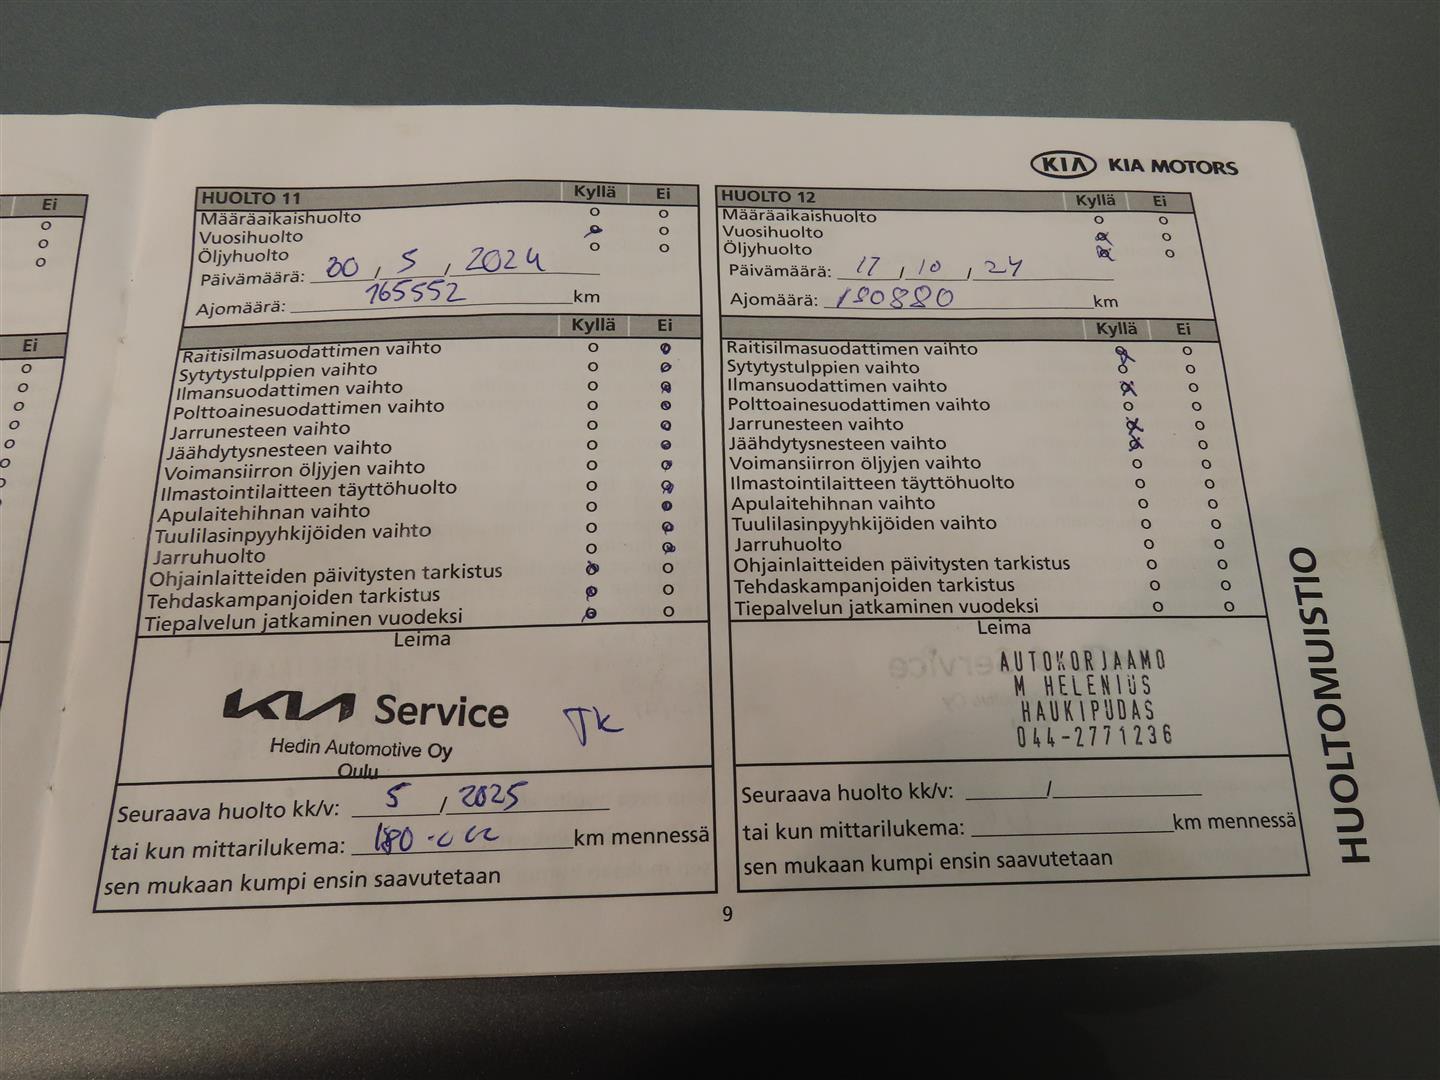 KIA KIA MOTORS
Ei
Ei
HUOLTO 11 Kyllä Ei
Määräaikaishuolto o o
Vuosihuolto o o
Öljyhuolto o o
Päivämäärä: 30 / 5 / 2024
Ajomäärä: 165552 km
Kyllä Ei
Raitisilmasuodattimen vaihto o o
Sytytystulppien vaihto o o
Ilmansuodattimen vaihto o o
Polttoainesuodattimen vaihto o o
Jarrunesteen vaihto o o
Jäähdytysnesteen vaihto o o
Voimansiirron öljyjen vaihto o o
Ilmastointilaitteen täyttöhuolto o o
Apulaitehihnan vaihto o o
Tuulilasinpyyhkijöiden vaihto o o
Jarruhuolto o o
Ohjainlaitteiden päivitysten tarkistus o o
Tehdaskampanjoiden tarkistus o o
Tiepalvelun jatkaminen vuodeksi o o
Leima
KIA Service
TK
Hedin Automotive Oy
Oulu
Seuraava huolto kk/v: 5 / 2025
tai kun mittarilukema: 180 km mennessä
sen mukaan kumpi ensin saavutetaan
HUOLTO 12 Kyllä Ei
Määräaikaishuolto o o
Vuosihuolto o o
Öljyhuolto o o
Päivämäärä: 17 / 10 / 24
Ajomäärä: 180880 km
Kyllä Ei
Raitisilmasuodattimen vaihto o o
Sytytystulppien vaihto o o
Ilmansuodattimen vaihto o o
Polttoainesuodattimen vaihto o o
Jarrunesteen vaihto o o
Jäähdytysnesteen vaihto o o
Voimansiirron öljyjen vaihto o o
Ilmastointilaitteen täyttöhuolto o o
Apulaitehihnan vaihto o o
Tuulilasinpyyhkijöiden vaihto o o
Jarruhuolto o o
Ohjainlaitteiden päivitysten tarkistus o o
Tehdaskampanjoiden tarkistus o o
Tiepalvelun jatkaminen vuodeksi o o
Leima
AUTOKORJAAMO
M HELENIUS
HAUKIPUDAS
044-2771236
Seuraava huolto kk/v: /
tai kun mittarilukema: km mennessä
sen mukaan kumpi ensin saavutetaan
HUOLTOMUISTIO
9